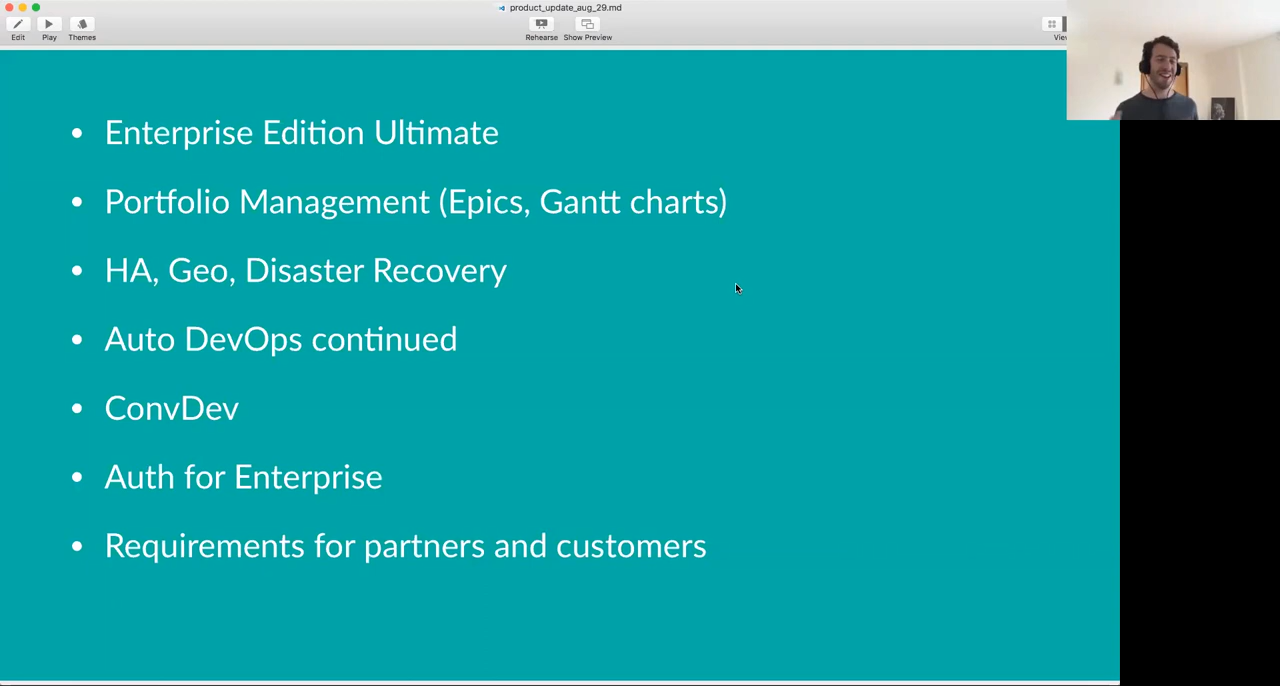 product_update_aug_29.md
Edit Play Themes Rehearse Show Preview
Enterprise Edition Ultimate
Portfolio Management (Epics, Gantt charts)
HA, Geo, Disaster Recovery
Auto DevOps continued
ConvDev
Auth for Enterprise
Requirements for partners and customers